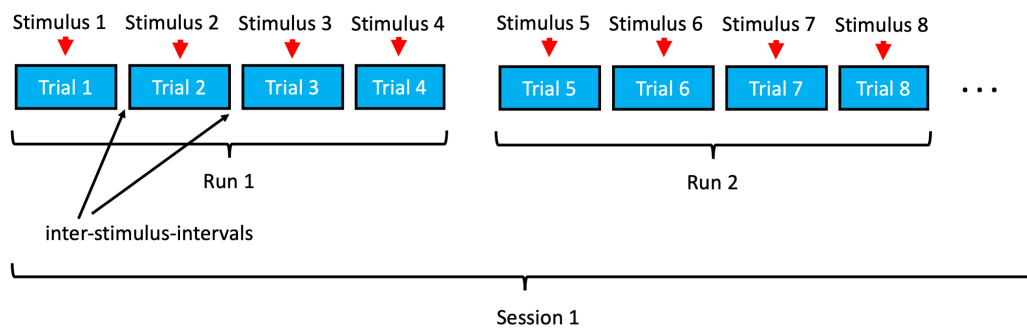 Stimulus 1 Stimulus 2 Stimulus 3 Stimulus 4 Stimulus 5 Stimulus 6 Stimulus 7 Stimulus 8
Trial 1 Trial 2 Trial 3 Trial 4 Trial 5 Trial 6 Trial 7 Trial 8 ...
Run 1 Run 2
inter-stimulus-intervals
Session 1